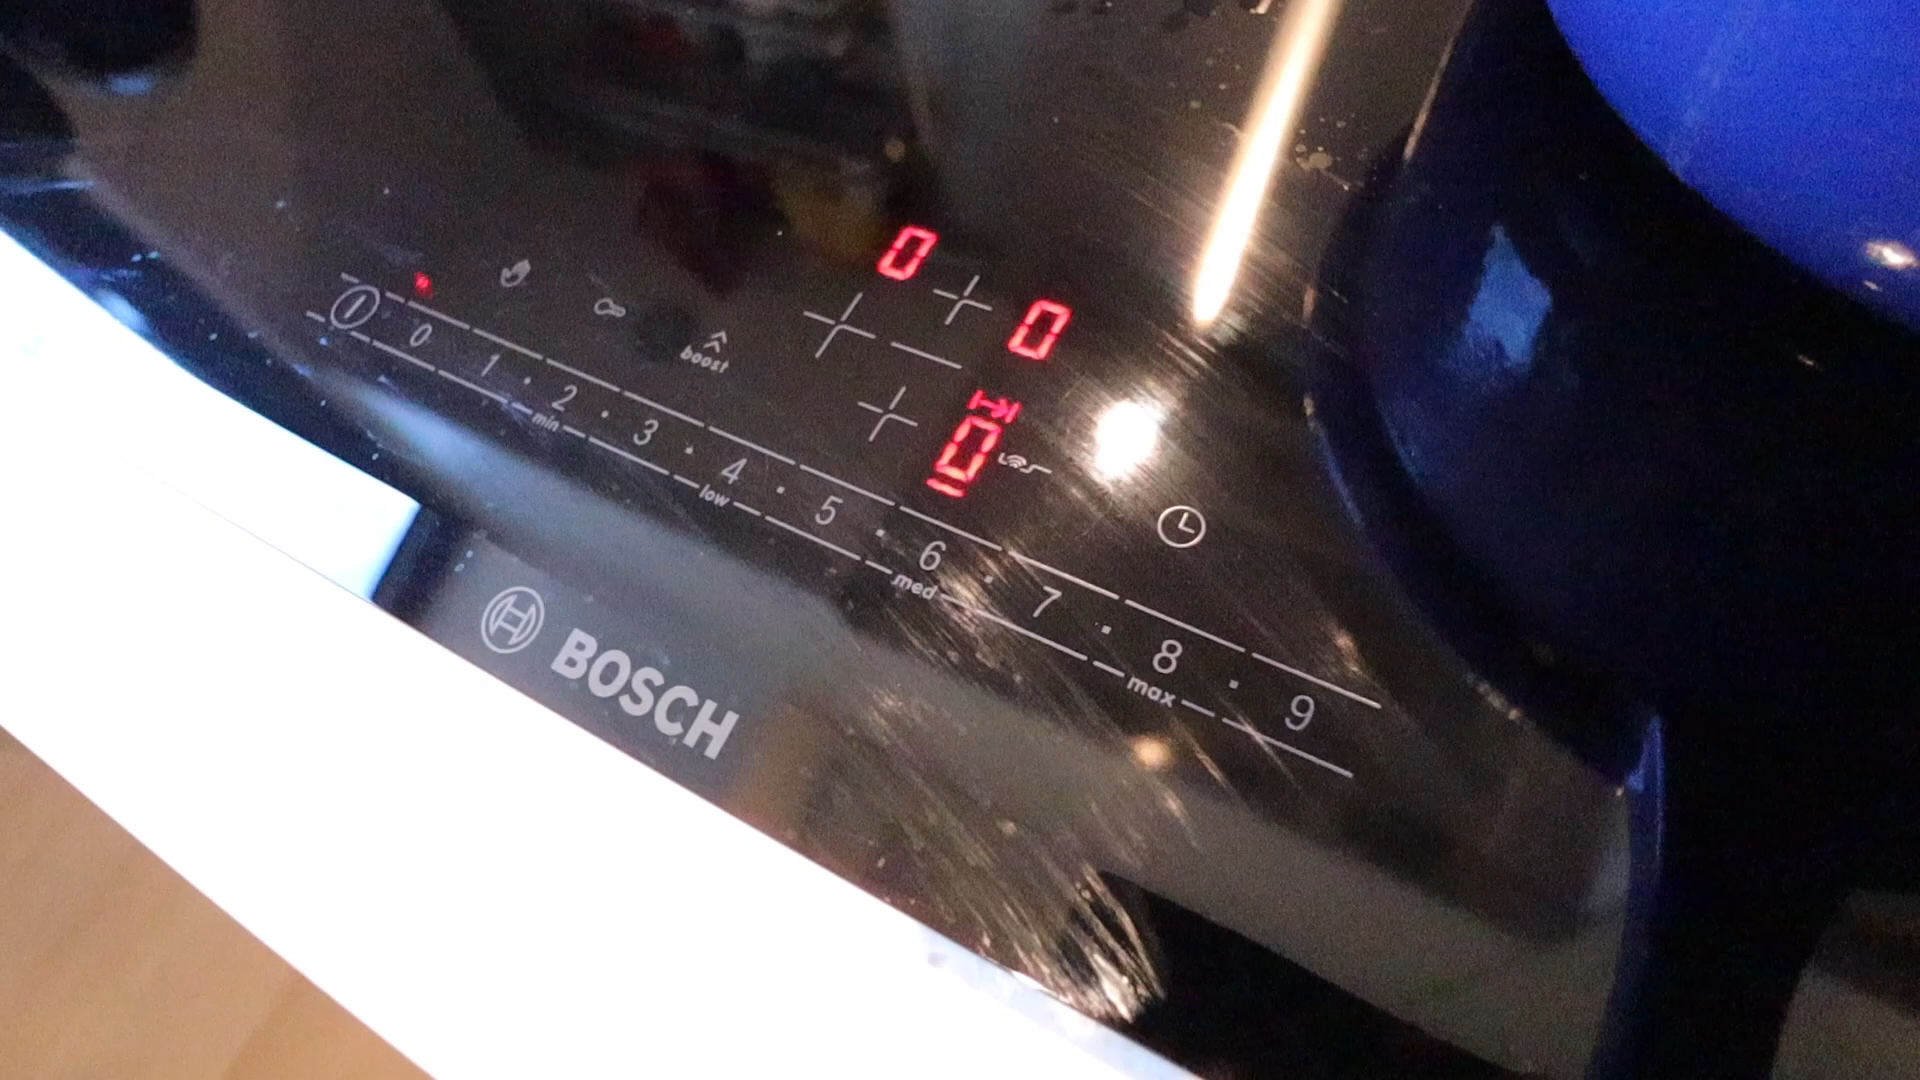 0
0
boost
0
0 1 · 2 · 3 · 4 · 5 · 6 · 7 · 8 · 9
min low med max
BOSCH